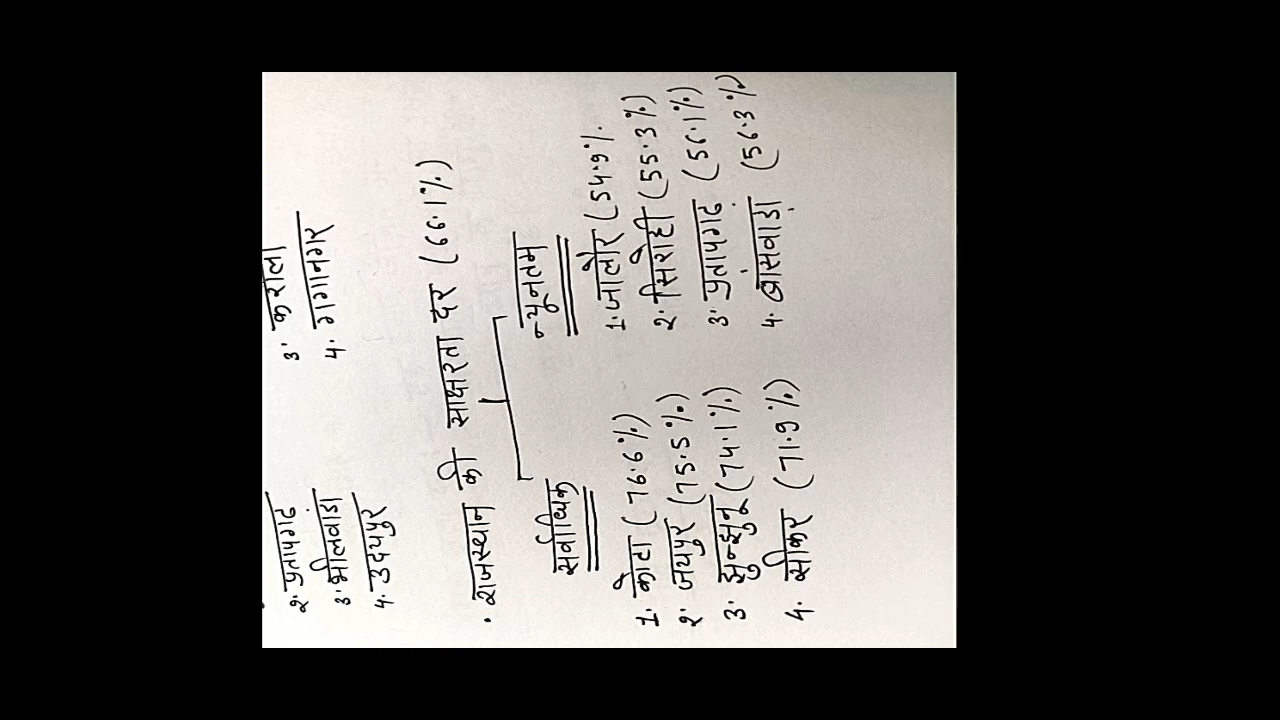 3. करौली
4. गंगानगर
2. प्रतापगढ़
3. भीलवाडा
4. उदयपुर
• राजस्थान की साक्षरता दर (66.1%)
सर्वाधिक
1. कोटा (76.6%)
2. जयपुर (75.5%)
3. झुन्झुनू (74.1%)
4. सीकर (71.9%)
न्यूनतम
1. जालौर (54.9%.
2. सिरोही (55.3%)
3. प्रतापगढ़ (56.1%)
4. बांसवाड़ा (56.3%)